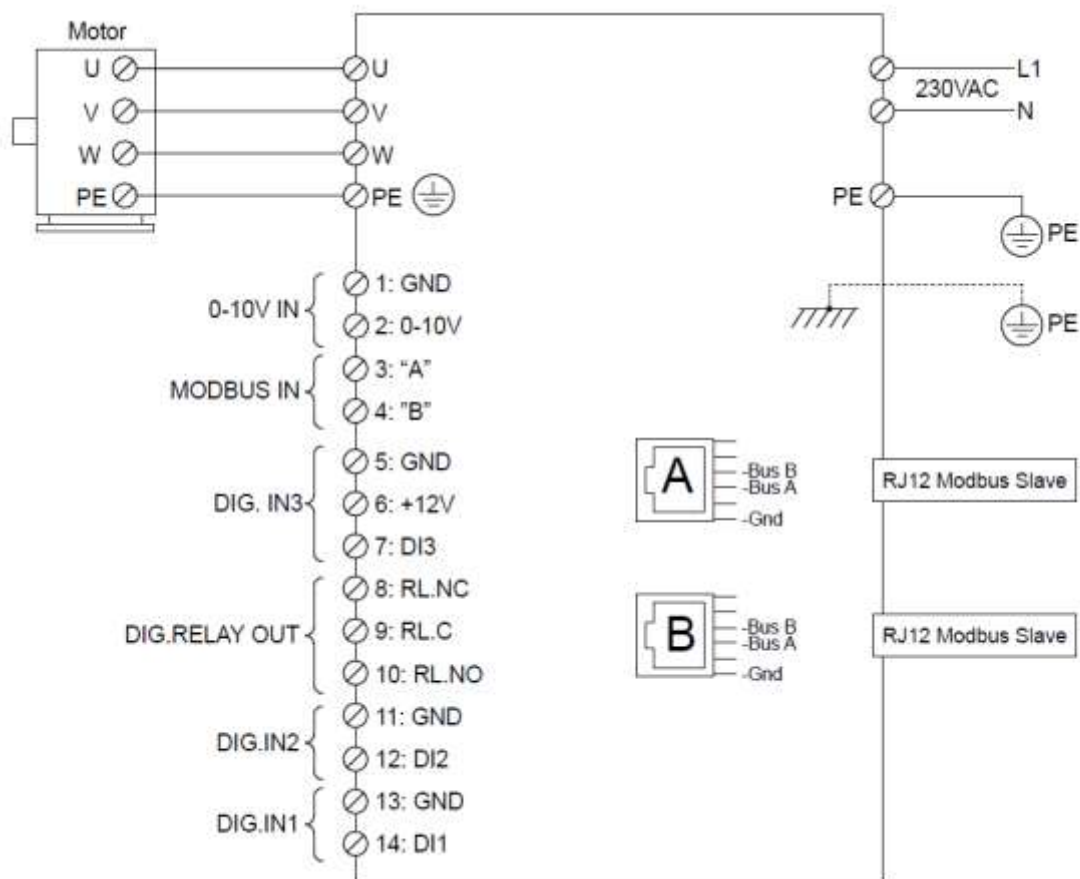 Motor
U
V
W
PE
U
V
W
PE
L1
230VAC
N
PE
PE
PE
0-10V IN
1: GND
2: 0-10V
MODBUS IN
3: “A”
4: ”B”
DIG. IN3
5: GND
6: +12V
7: DI3
DIG.RELAY OUT
8: RL.NC
9: RL.C
10: RL.NO
DIG.IN2
11: GND
12: DI2
DIG.IN1
13: GND
14: DI1
A
-Bus B
-Bus A
-Gnd
RJ12 Modbus Slave
B
-Bus B
-Bus A
-Gnd
RJ12 Modbus Slave